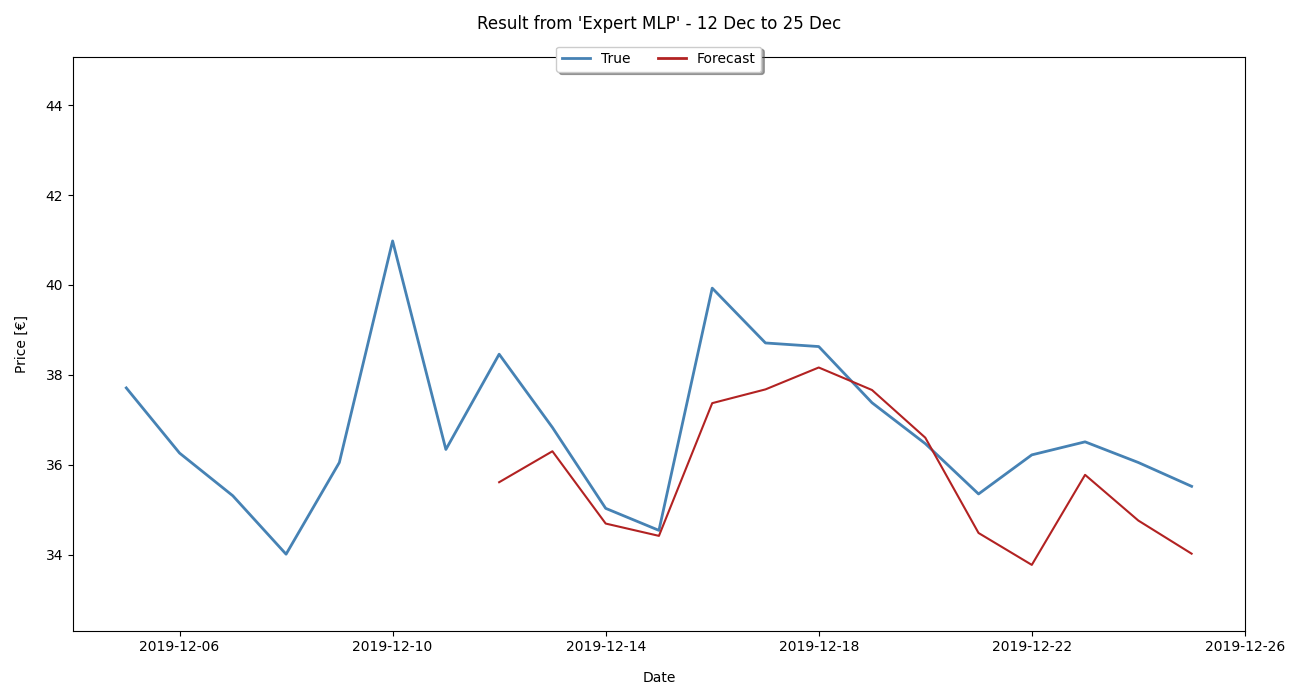 Result from 'Expert MLP' - 12 Dec to 25 Dec
True Forecast
44
42
40
38
36
34
Price [€]
2019-12-06 2019-12-10 2019-12-14 2019-12-18 2019-12-22 2019-12-26
Date